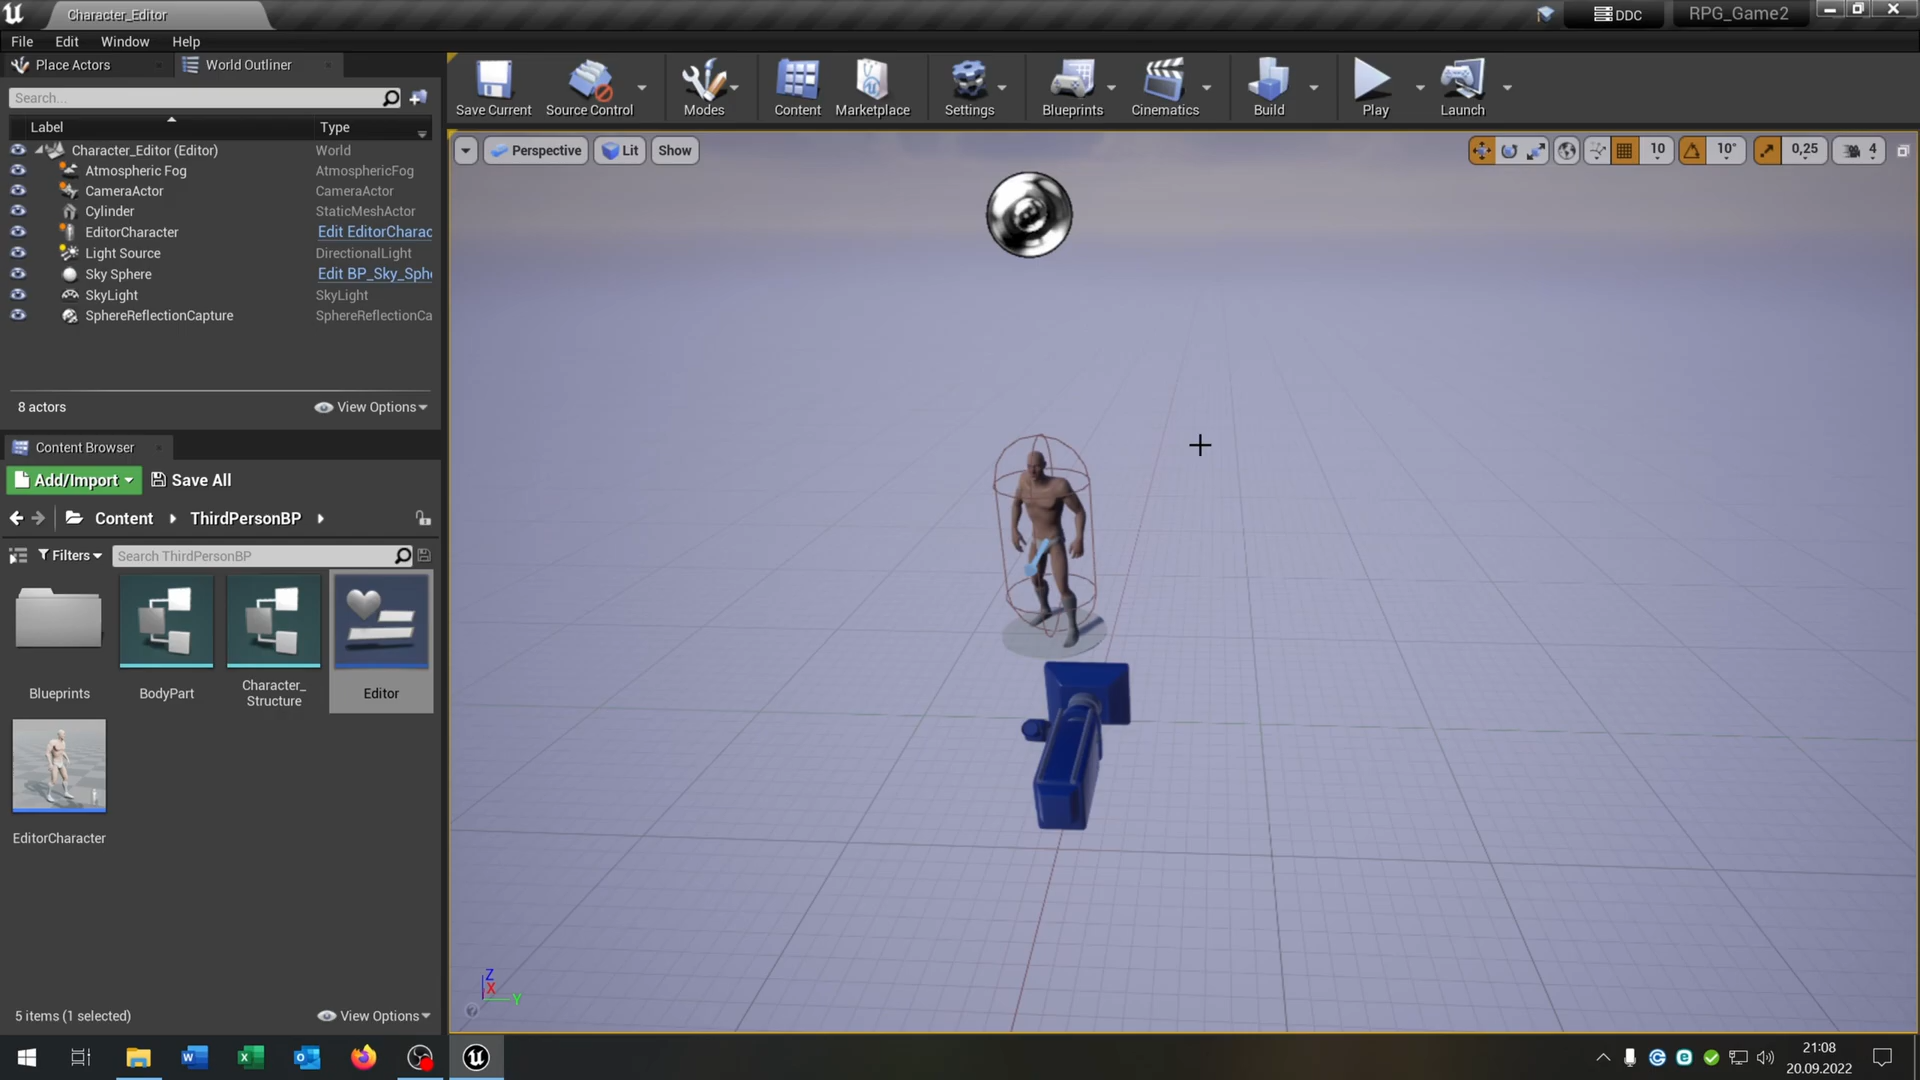 Character_Editor
DDC
RPG_Game2
File Edit Window Help
Place Actors
World Outliner
Search...
Label Type
Character_Editor (Editor) World
Atmospheric Fog AtmosphericFog
CameraActor CameraActor
Cylinder StaticMeshActor
EditorCharacter Edit EditorCharac
Light Source DirectionalLight
Sky Sphere Edit BP_Sky_Sphe
SkyLight SkyLight
SphereReflectionCapture SphereReflectionCa
8 actors View Options
Save Current Source Control Modes Content Marketplace Settings Blueprints Cinematics Build Play Launch
Perspective Lit Show
10 10° 0,25 4
Content Browser
Add/Import Save All
Content ThirdPersonBP
Filters Search ThirdPersonBP
Blueprints BodyPart Character_
Structure Editor
EditorCharacter
5 items (1 selected) View Options
Z
X
Y
21:08
20.09.2022